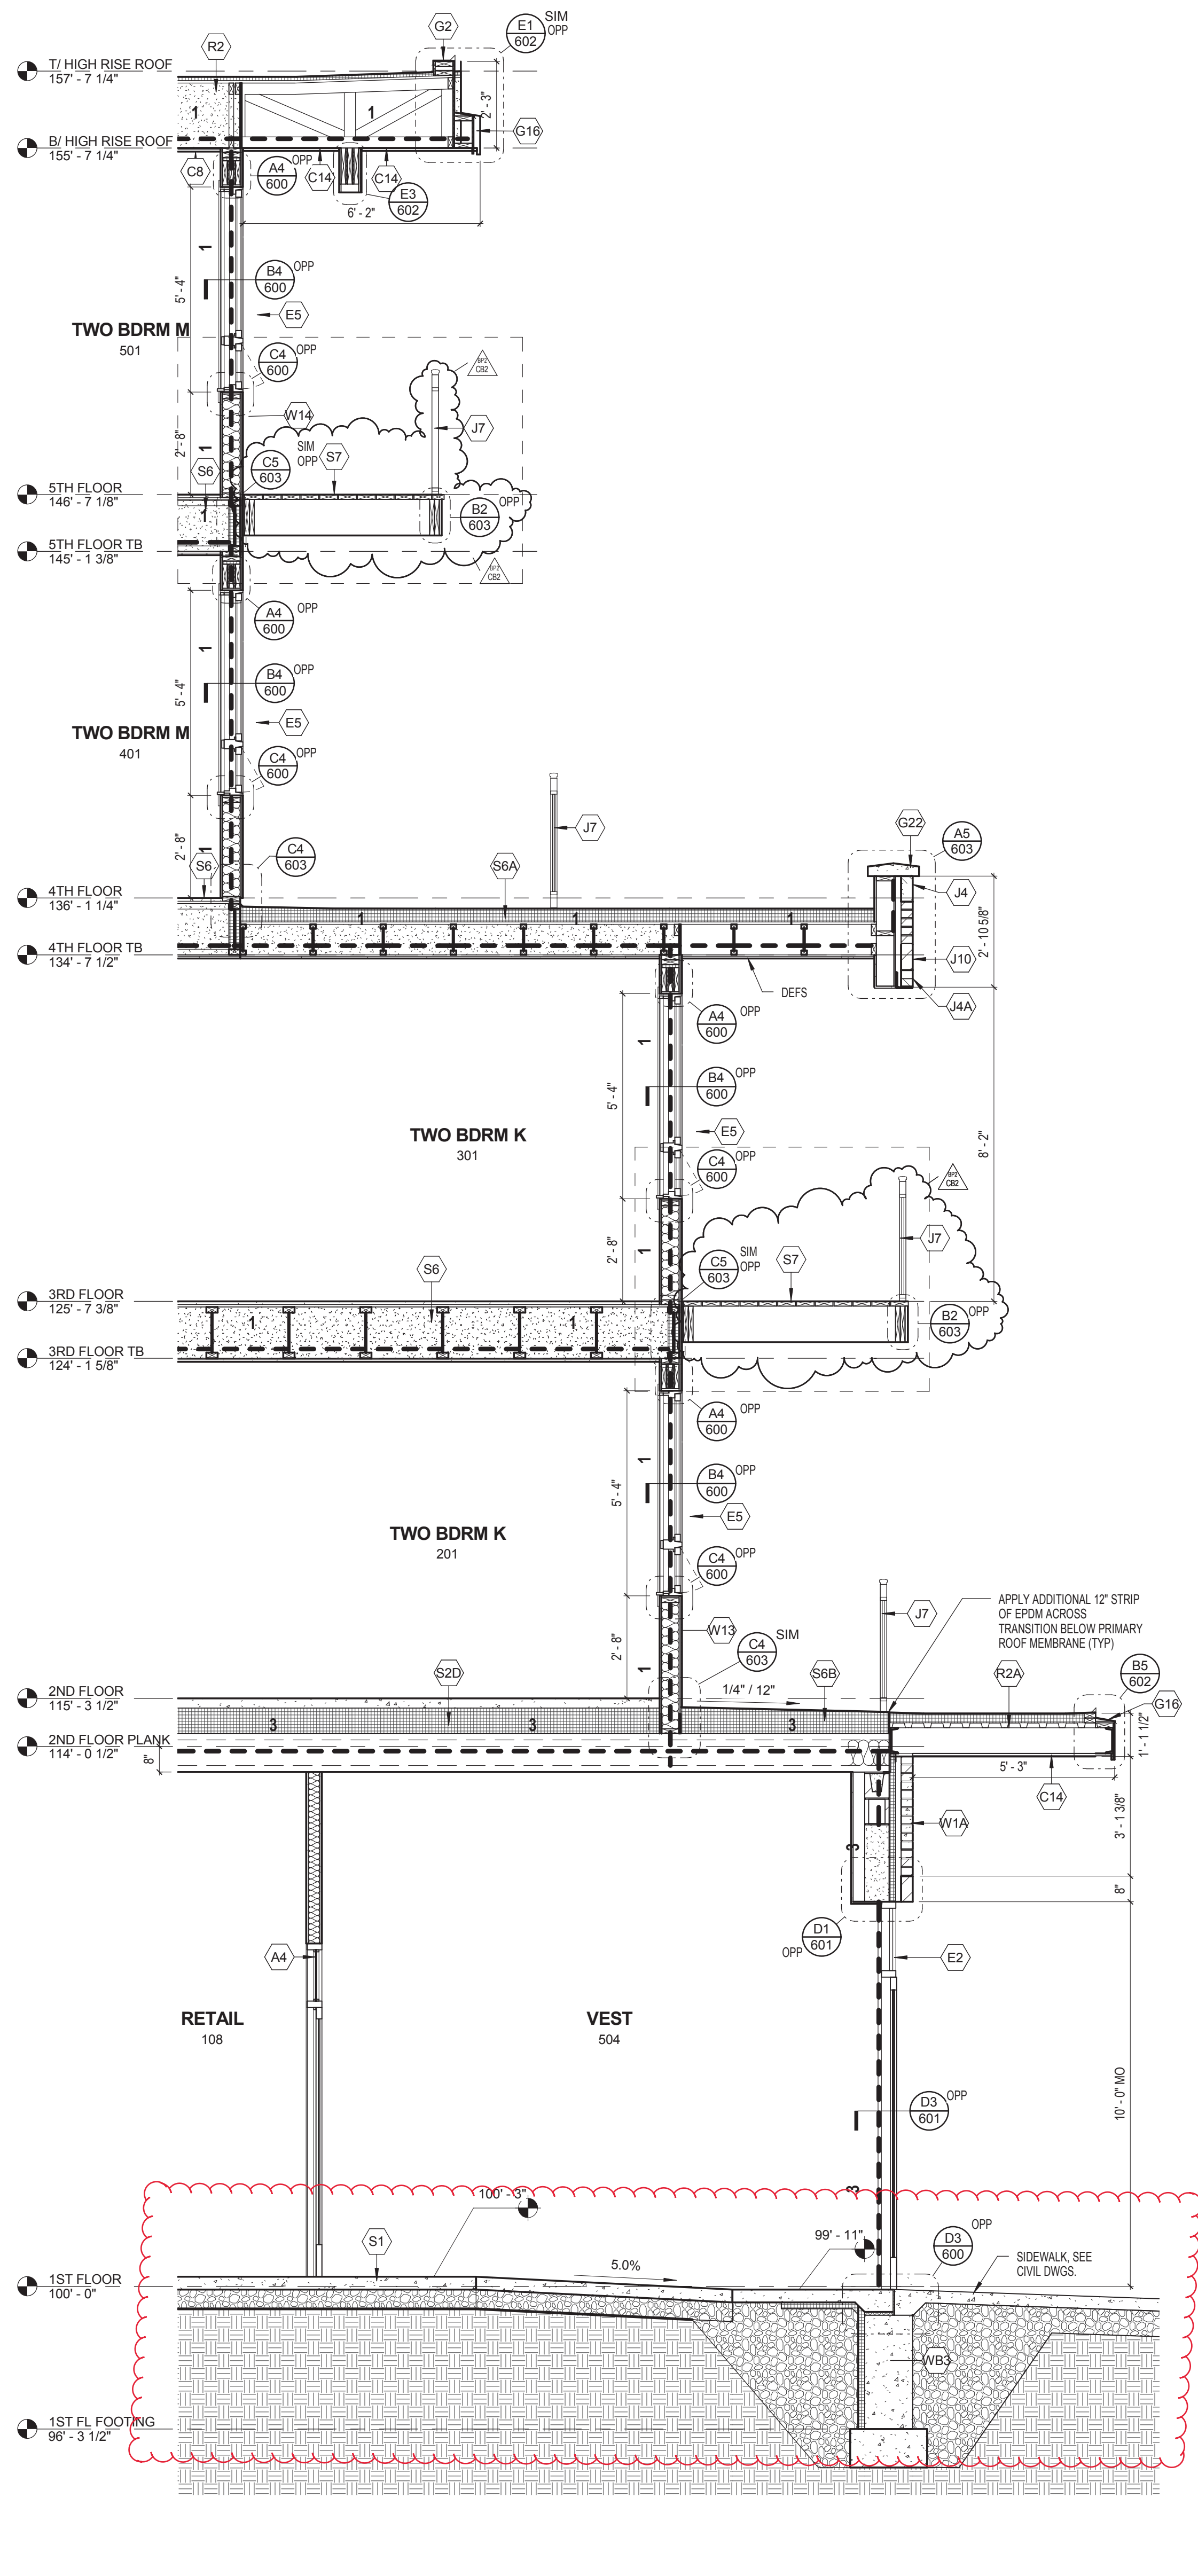 SIM
E1 OPP
602
G2
R2
T/ HIGH RISE ROOF
157' - 7 1/4"
1
1
2' - 3"
G16
B/ HIGH RISE ROOF
155' - 7 1/4"
C8
A4 OPP
600
C14
C14
E3
602
6' - 2"
1
5' - 4"
B4 OPP
600
E5
TWO BDRM M
501
C4 OPP
600
BP2
CB2
W14
J7
2' - 8"
1
SIM
OPP
S7
C5
603
S6
5TH FLOOR
146' - 7 1/8"
1
B2 OPP
603
5TH FLOOR TB
145' - 1 3/8"
BP2
CB2
A4 OPP
600
1
5' - 4"
B4 OPP
600
E5
TWO BDRM M
401
C4 OPP
600
J7
G22
A5
603
2' - 8"
1
S6
C4
603
S6A
4TH FLOOR
136' - 1 1/4"
J4
1
1
1
2' - 10 5/8"
4TH FLOOR TB
134' - 7 1/2"
J10
DEFS
J4A
A4 OPP
600
1
5' - 4"
B4 OPP
600
E5
TWO BDRM K
301
8' - 2"
C4 OPP
600
BP2
CB2
J7
2' - 8"
1
S6
C5 SIM
603 OPP
S7
3RD FLOOR
125' - 7 3/8"
1
1
B2 OPP
603
3RD FLOOR TB
124' - 1 5/8"
A4 OPP
600
1
5' - 4"
B4 OPP
600
E5
TWO BDRM K
201
C4 OPP
600
J7
APPLY ADDITIONAL 12" STRIP
OF EPDM ACROSS
TRANSITION BELOW PRIMARY
ROOF MEMBRANE (TYP)
W13
2' - 8"
1
C4 SIM
603
S2D
S6B
R2A
B5
602
1/4" / 12"
G16
2ND FLOOR
115' - 3 1/2"
3
3
3
1' - 1 1/2"
2ND FLOOR PLANK
114' - 0 1/2"
8"
5' - 3"
C14
W1A
3' - 1 3/8"
3
8"
D1
601
OPP
A4
E2
RETAIL
108
VEST
504
D3 OPP
601
10' - 0" MO
3
100' - 3"
S1
99' - 11"
D3 OPP
600
5.0%
SIDEWALK, SEE
CIVIL DWGS.
1ST FLOOR
100' - 0"
WB3
1ST FL FOOTING
96' - 3 1/2"